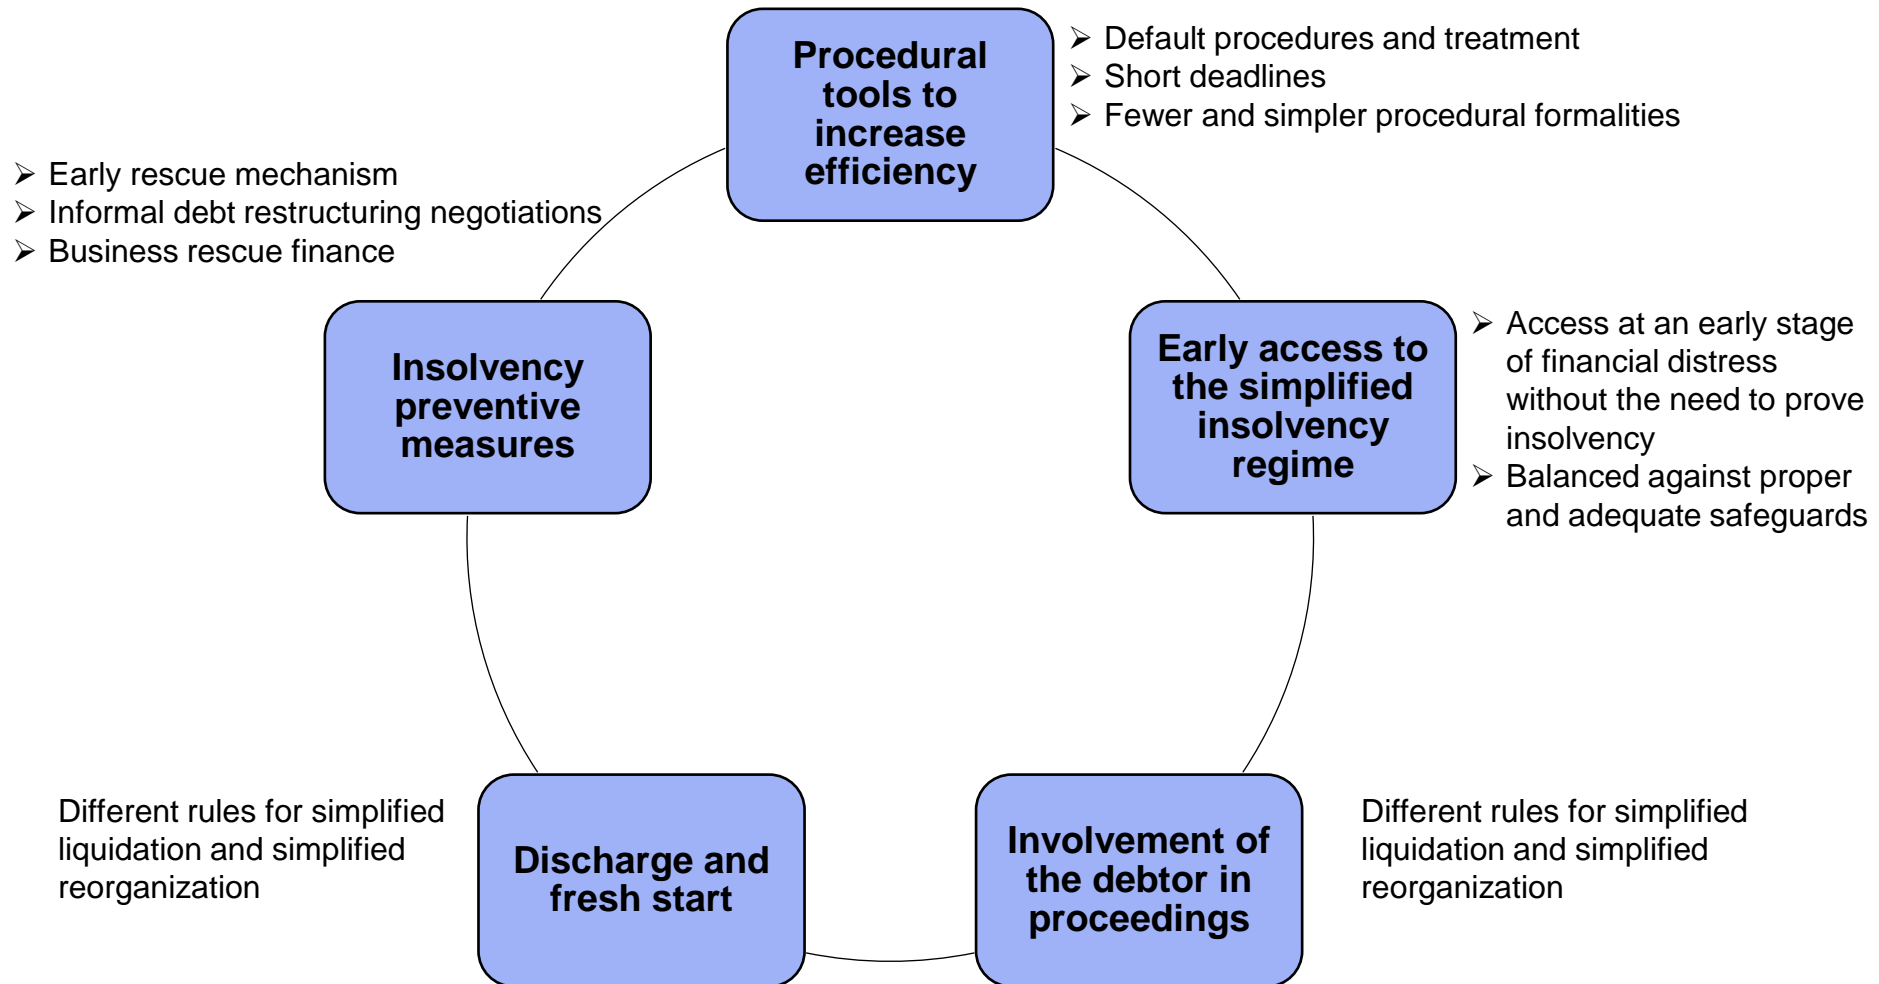 Procedural
tools to
increase
efficiency
➢ Default procedures and treatment
➢ Short deadlines
➢ Fewer and simpler procedural formalities
➢ Early rescue mechanism
➢ Informal debt restructuring negotiations
➢ Business rescue finance
Insolvency
preventive
measures
Early access to
the simplified
insolvency
regime
➢ Access at an early stage
of financial distress
without the need to prove
insolvency
➢ Balanced against proper
and adequate safeguards
Different rules for simplified
liquidation and simplified
reorganization
Discharge and
fresh start
Involvement of
the debtor in
proceedings
Different rules for simplified
liquidation and simplified
reorganization